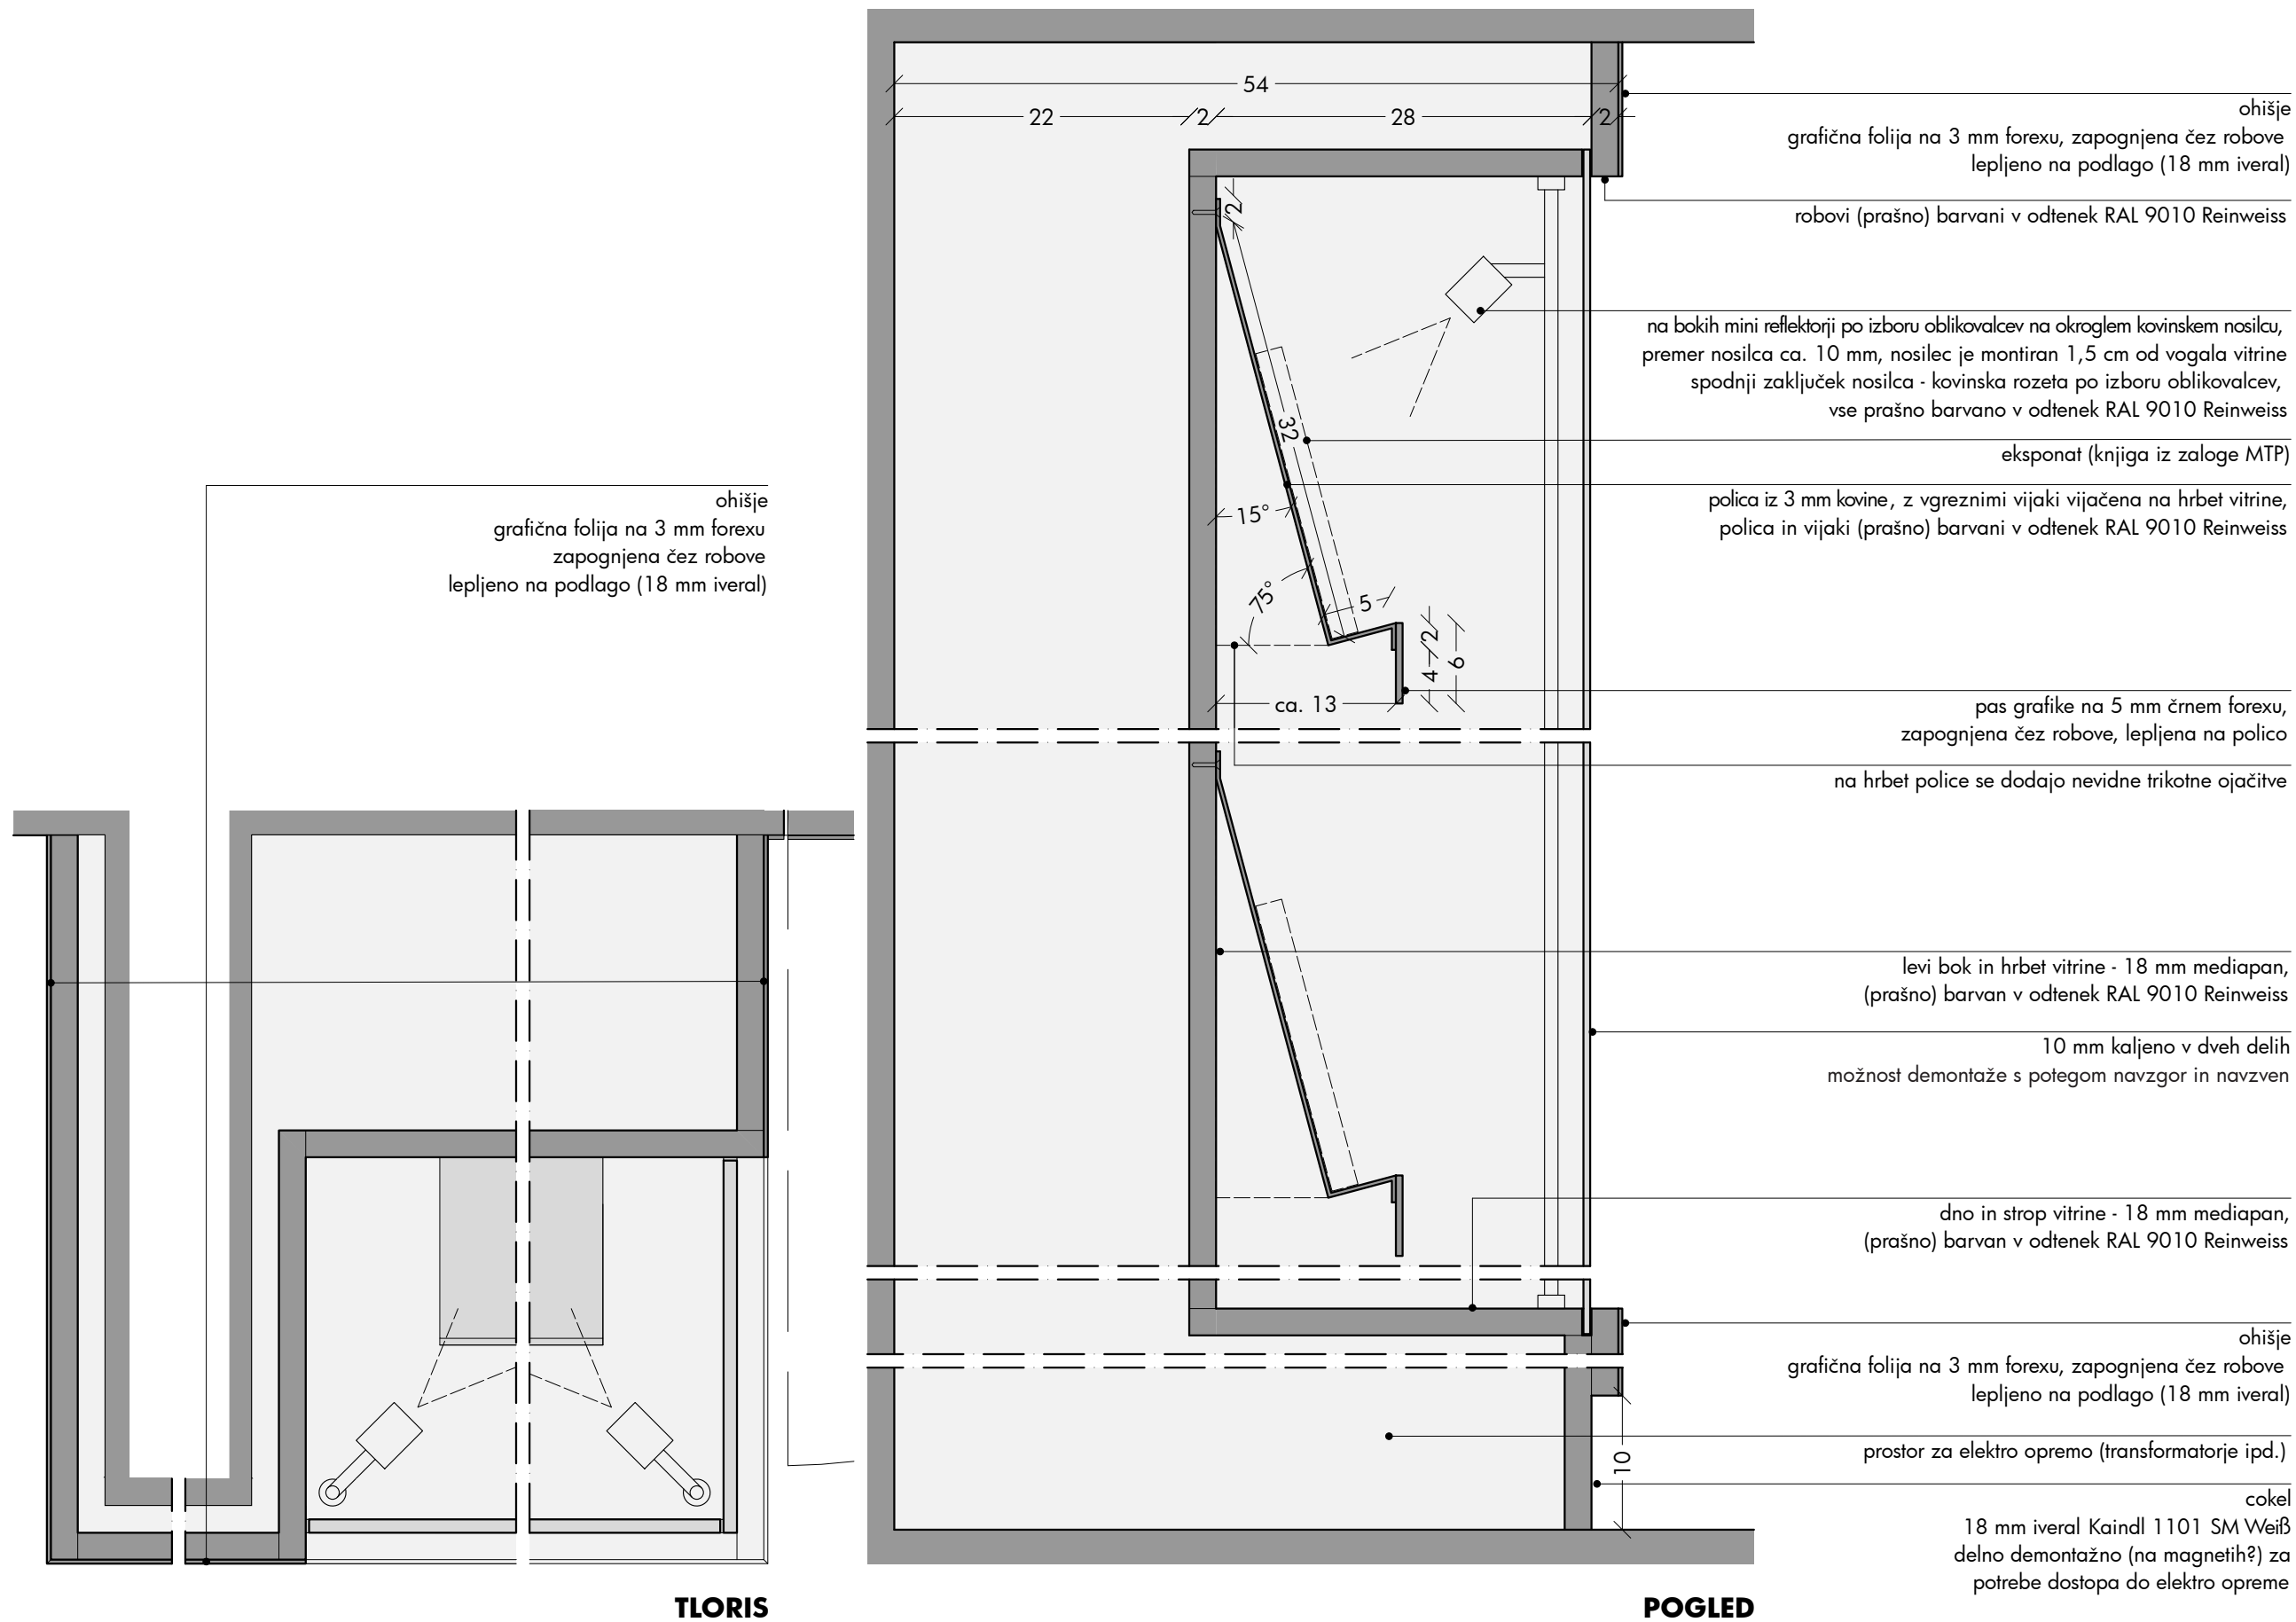 54
22
2
28
2
ohišje
grafična folija na 3 mm forexu, zapognjena čez robove
lepljeno na podlago (18 mm iveral)
robovi (prašno) barvani v odtenek RAL 9010 Reinweiss
2
na bokih mini reflektorji po izboru oblikovalcev na okroglem kovinskem nosilcu,
premer nosilca ca. 10 mm, nosilec je montiran 1,5 cm od vogala vitrine
spodnji zaključek nosilca - kovinska rozeta po izboru oblikovalcev,
vse prašno barvano v odtenek RAL 9010 Reinweiss
32
eksponat (knjiga iz zaloge MTP)
polica iz 3 mm kovine, z vgreznimi vijaki vijačena na hrbet vitrine,
polica in vijaki (prašno) barvani v odtenek RAL 9010 Reinweiss
15°
75°
5
2
4
6
ca. 13
pas grafike na 5 mm črnem forexu,
zapognjena čez robove, lepljena na polico
na hrbet police se dodajo nevidne trikotne ojačitve
levi bok in hrbet vitrine - 18 mm mediapan,
(prašno) barvan v odtenek RAL 9010 Reinweiss
10 mm kaljeno v dveh delih
možnost demontaže s potegom navzgor in navzven
dno in strop vitrine - 18 mm mediapan,
(prašno) barvan v odtenek RAL 9010 Reinweiss
ohišje
grafična folija na 3 mm forexu, zapognjena čez robove
lepljeno na podlago (18 mm iveral)
prostor za elektro opremo (transformatorje ipd.)
10
cokel
18 mm iveral Kaindl 1101 SM Weiß
delno demontažno (na magnetih?) za
potrebe dostopa do elektro opreme
POGLED
ohišje
grafična folija na 3 mm forexu
zapognjena čez robove
lepljeno na podlago (18 mm iveral)
TLORIS